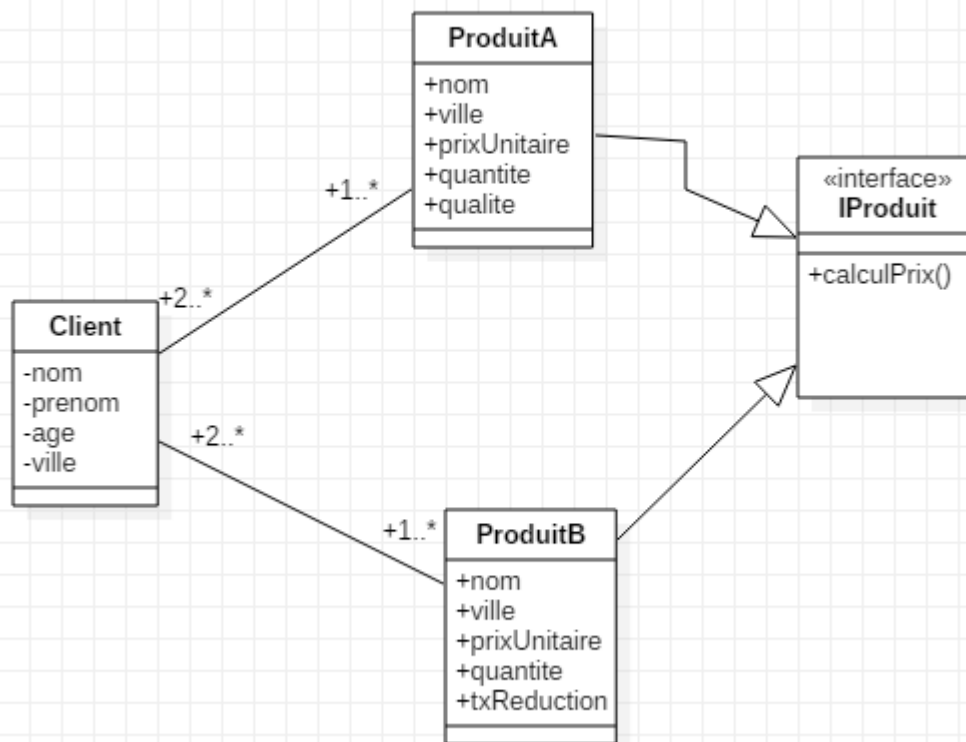 ProduitA
+nom
+ville
+prixUnitaire
+quantite
+qualite
«interface»
IProduit
+calculPrix()
+1..*
+2..*
Client
-nom
-prenom
-age
-ville
+2..*
+1..*
ProduitB
+nom
+ville
+prixUnitaire
+quantite
+txReduction